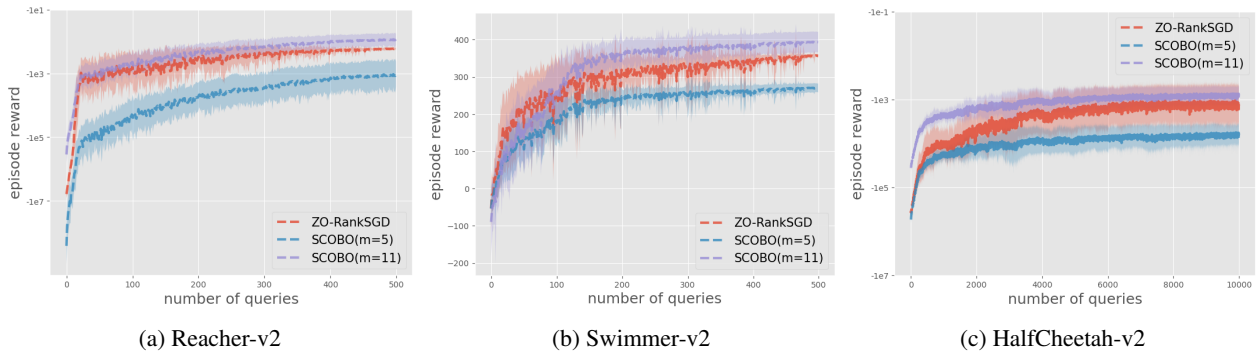 -1e1
-1e3
-1e5
-1e7
episode reward
0
100
200
300
400
500
number of queries
ZO-RankSGD
SCOBO(m=5)
SCOBO(m=11)
(a) Reacher-v2
400
300
200
100
0
−100
−200
episode reward
0
100
200
300
400
500
number of queries
ZO-RankSGD
SCOBO(m=5)
SCOBO(m=11)
(b) Swimmer-v2
-1e-1
1e3
-1e5
-1e7
episode reward
0
2000
4000
6000
8000
10000
number of queries
ZO-RankSGD
SCOBO(m=5)
SCOBO(m=11)
(c) HalfCheetah-v2